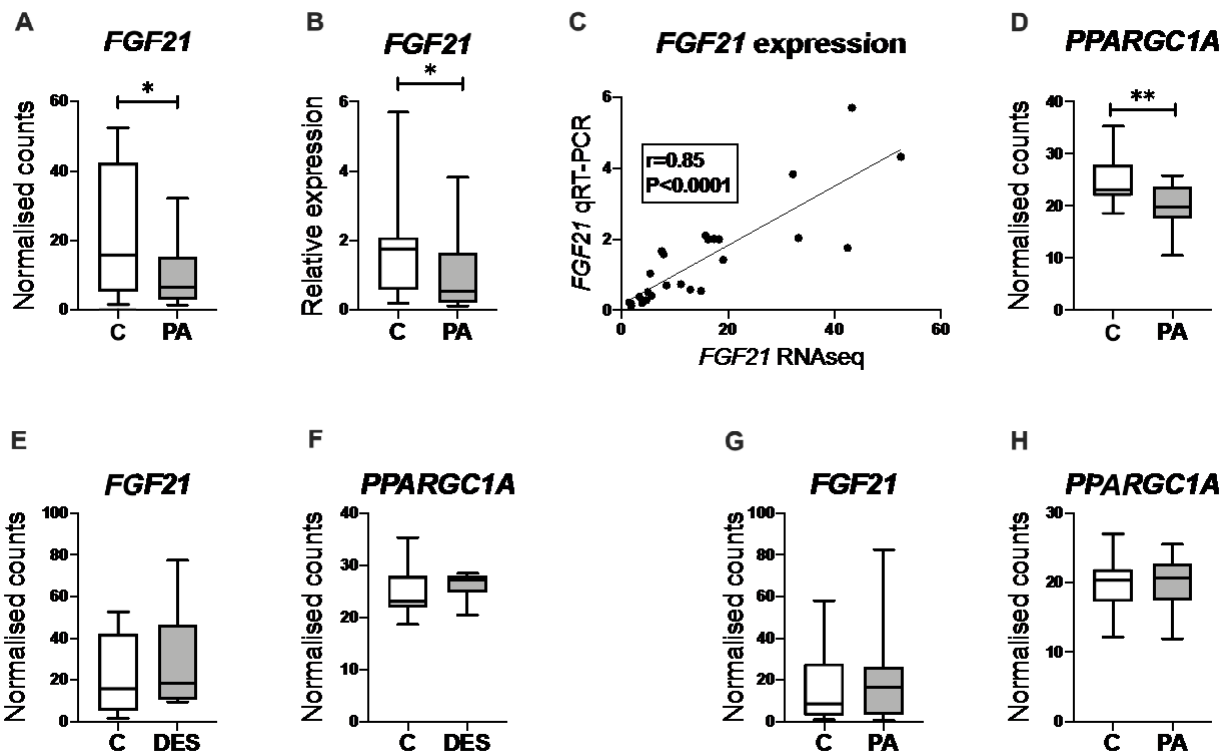 A
FGF21
Normalised counts
60
40
20
0
*
C PA
B
FGF21
Relative expression
6
4
2
0
*
C PA
C
FGF21 expression
FGF21 qRT-PCR
6
4
2
0
r=0.85
P<0.0001
0 20 40 60
FGF21 RNAseq
D
PPARGC1A
Normalised counts
40
30
20
10
0
**
C PA
E
FGF21
Normalised counts
100
80
60
40
20
0
C DES
F
PPARGC1A
Normalised counts
40
30
20
10
0
C DES
G
FGF21
Normalised counts
100
80
60
40
20
0
C PA
H
PPARGC1A
Normalised counts
30
20
10
0
C PA